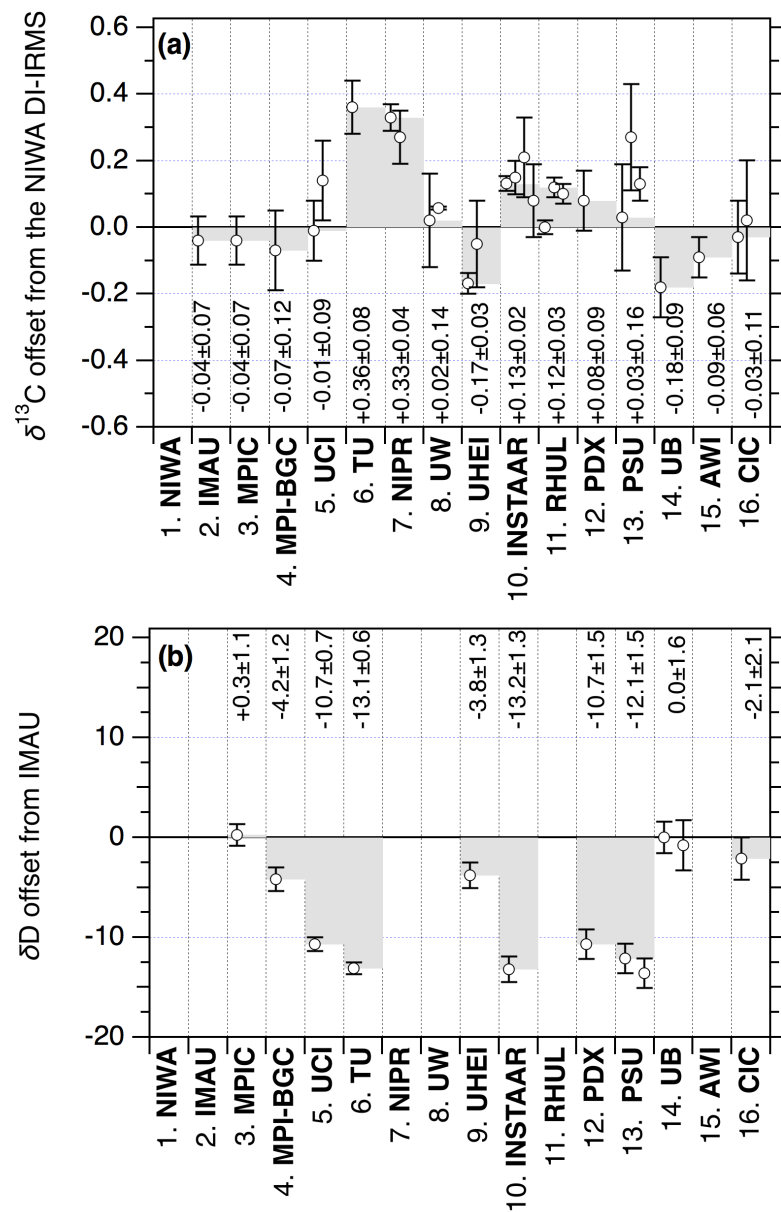 (a)
δ13C offset from the NIWA DI-IRMS
0.6
0.4
0.2
0.0
-0.2
-0.4
-0.6
-0.04±0.07
-0.04±0.07
-0.07±0.12
-0.01±0.09
+0.36±0.08
+0.33±0.04
+0.02±0.14
-0.17±0.03
+0.13±0.02
+0.12±0.03
+0.08±0.09
+0.03±0.16
-0.18±0.09
-0.09±0.06
-0.03±0.11
1. NIWA
2. IMAU
3. MPIC
4. MPI-BGC
5. UCI
6. TU
7. NIPR
8. UW
9. UHEI
10. INSTAAR
11. RHUL
12. PDX
13. PSU
14. UB
15. AWI
16. CIC
(b)
δD offset from IMAU
20
10
0
-10
-20
+0.3±1.1
-4.2±1.2
-10.7±0.7
-13.1±0.6
-3.8±1.3
-13.2±1.3
-10.7±1.5
-12.1±1.5
0.0±1.6
-2.1±2.1
1. NIWA
2. IMAU
3. MPIC
4. MPI-BGC
5. UCI
6. TU
7. NIPR
8. UW
9. UHEI
10. INSTAAR
11. RHUL
12. PDX
13. PSU
14. UB
15. AWI
16. CIC